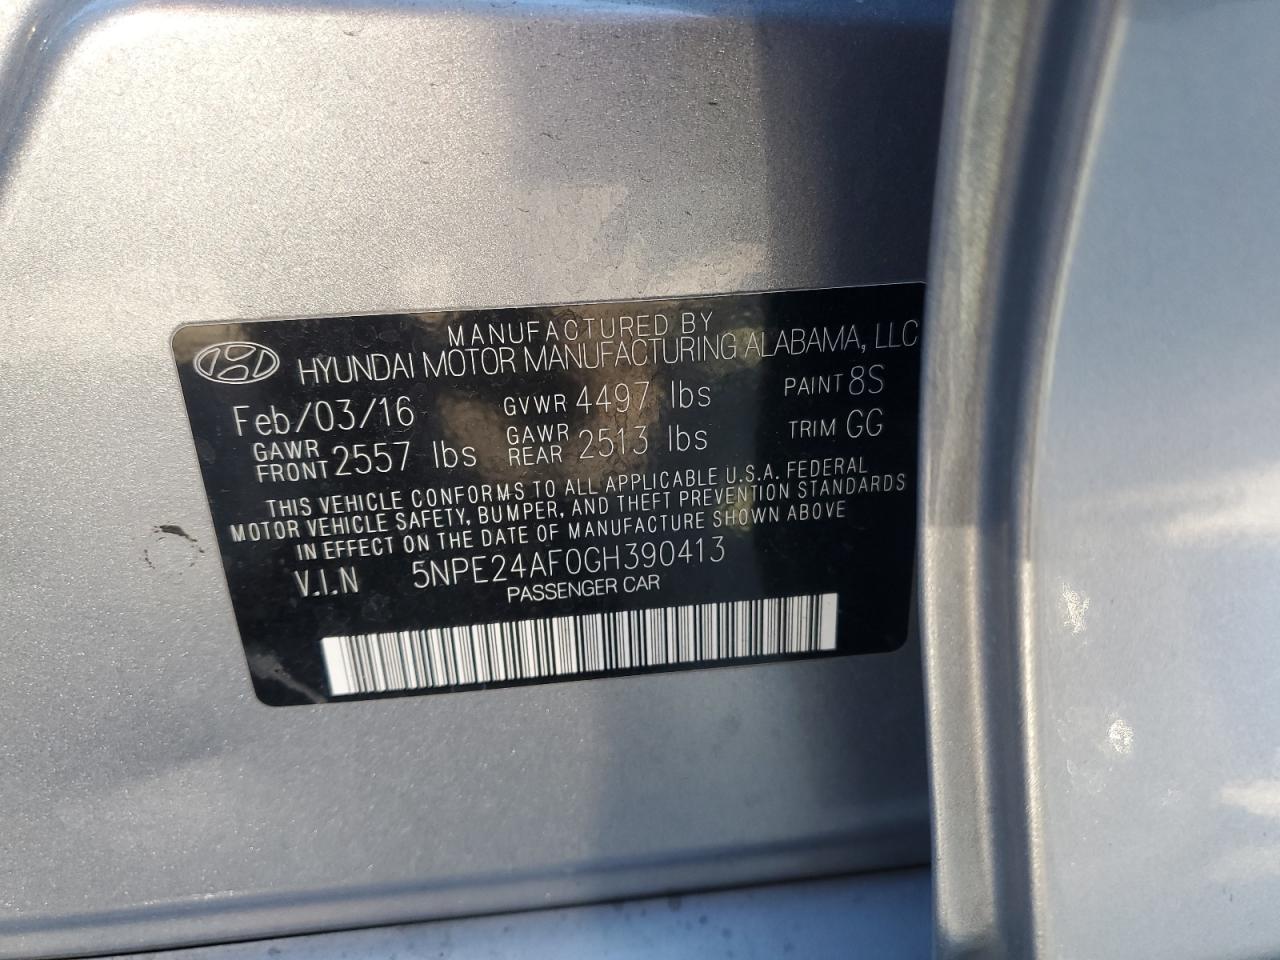 MANUFACTURED BY
HYUNDAI MOTOR MANUFACTURING ALABAMA, LLC
Feb/03/16 GVWR 4497 lbs PAINT 8S
GAWR FRONT 2557 lbs GAWR REAR 2513 lbs TRIM GG
THIS VEHICLE CONFORMS TO ALL APPLICABLE U.S.A. FEDERAL
MOTOR VEHICLE SAFETY, BUMPER, AND THEFT PREVENTION STANDARDS
IN EFFECT ON THE DATE OF MANUFACTURE SHOWN ABOVE
V.I.N 5NPE24AF0GH390413
PASSENGER CAR